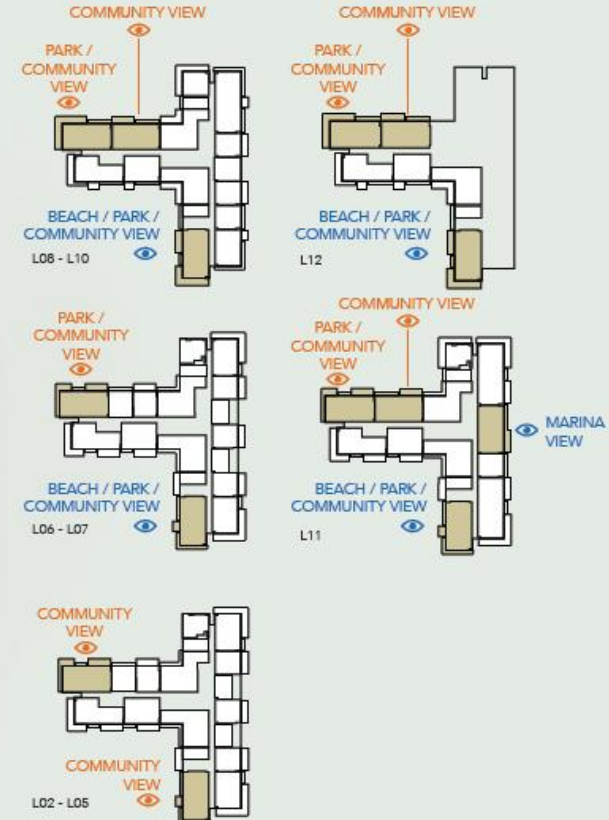 COMMUNITY VIEW
PARK /
COMMUNITY
VIEW
BEACH / PARK /
COMMUNITY VIEW
L08 - L10
COMMUNITY VIEW
PARK /
COMMUNITY
VIEW
BEACH / PARK /
COMMUNITY VIEW
L12
PARK /
COMMUNITY
VIEW
BEACH / PARK /
COMMUNITY VIEW
L06 - L07
COMMUNITY VIEW
PARK /
COMMUNITY
VIEW
MARINA
VIEW
BEACH / PARK /
COMMUNITY VIEW
L11
COMMUNITY
VIEW
COMMUNITY
VIEW
L02 - L05